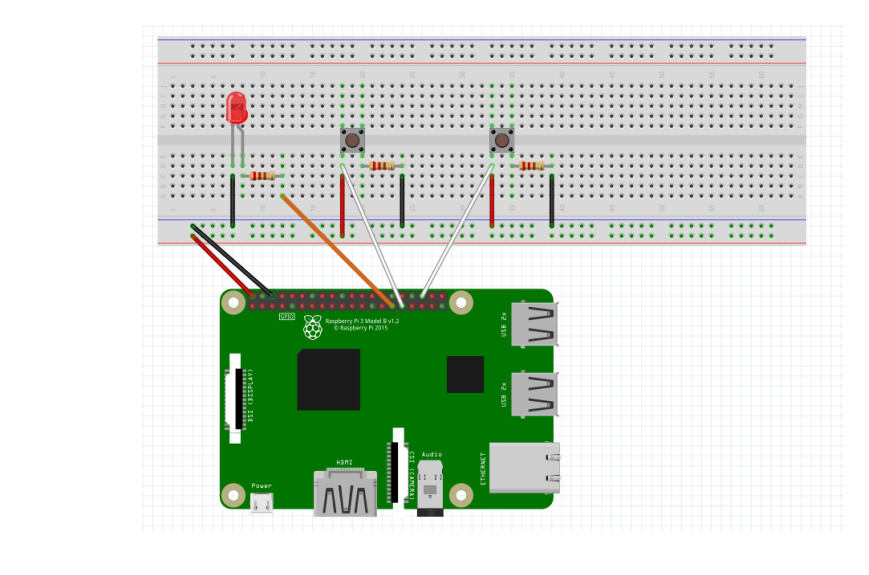 GPIO
Raspberry Pi 3 Model B v1.2
© Raspberry Pi 2015
USB 2x
DSI (DISPLAY)
USB 2x
HDMI
CSI (CAMERA)
Audio
ETHERNET
Power